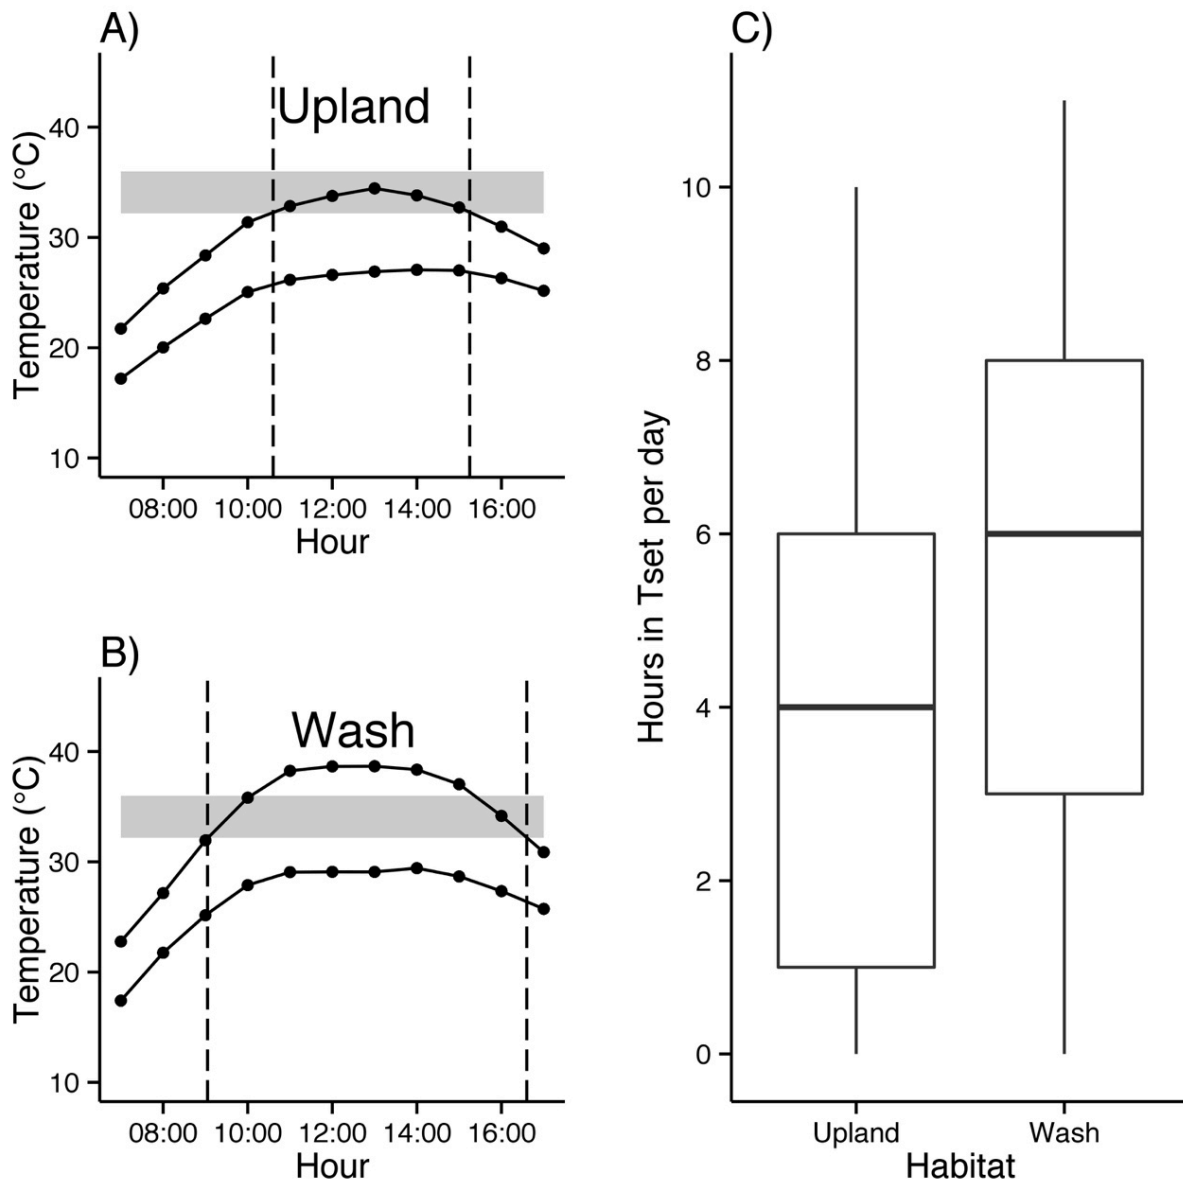 A)
Upland
Temperature (°C)
40
30
20
10
08:00 10:00 12:00 14:00 16:00
Hour
B)
Wash
Temperature (°C)
40
30
20
10
08:00 10:00 12:00 14:00 16:00
Hour
C)
Hours in Tset per day
10
8
6
4
2
0
Upland Wash
Habitat